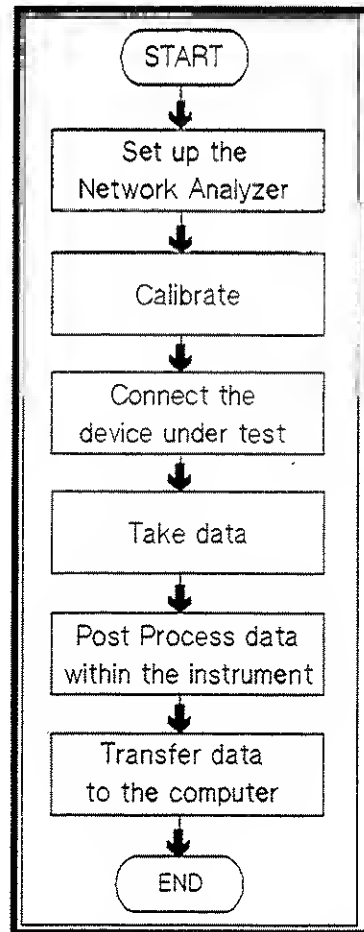 START
Set up the
Network Analyzer
Calibrate
Connect the
device under test
Take data
Post Process data
within the instrument
Transfer data
to the computer
END